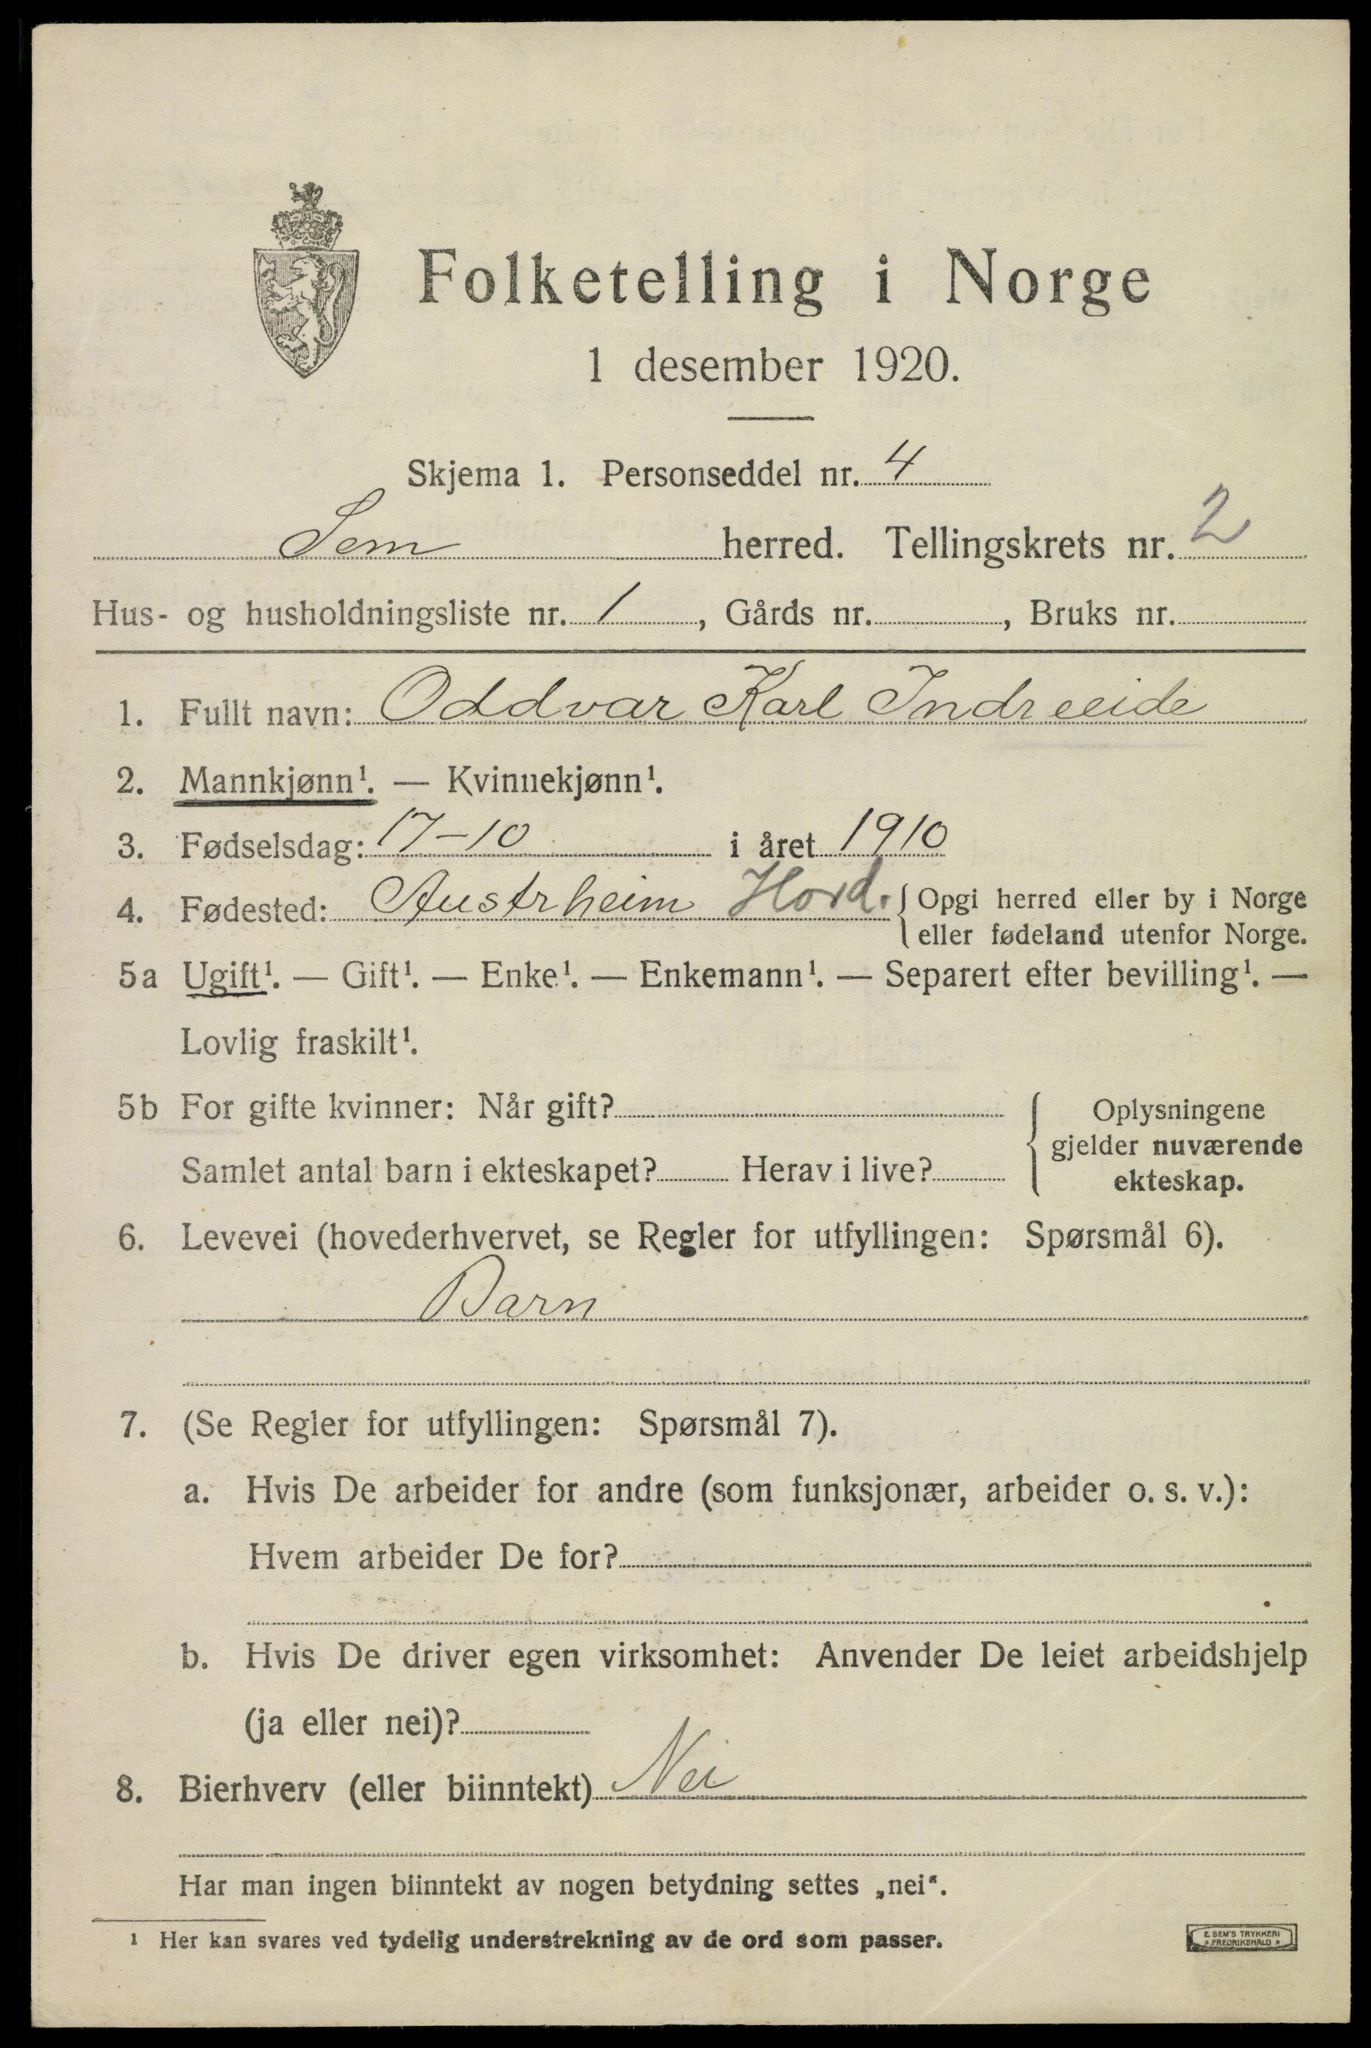 Folketelling i Norge
1 desember 1920.
Skjema 1. Personseddel nr. 4
Sem herred. Tellingskrets nr. 2
Hus- og husholdningsliste nr. 1, Gårds nr. , Bruks nr.
1. Fullt navn: Oddvar Karl Indreeide
2. Mannkjønn¹. — Kvinnekjønn¹.
3. Fødselsdag: 17-10 i året 1910
4. Fødested: Austrheim Hord. { Opgi herred eller by i Norge
eller fødeland utenfor Norge.
5a Ugift¹. — Gift¹. — Enke¹. — Enkemann¹. — Separert efter bevilling¹. —
Lovlig fraskilt¹.
5b For gifte kvinner: Når gift?
Samlet antal barn i ekteskapet? Herav i live?
Oplysningene
gjelder nuværende
ekteskap.
6. Levevei (hovederhvervet, se Regler for utfyllingen: Spørsmål 6).
Barn
7. (Se Regler for utfyllingen: Spørsmål 7).
a. Hvis De arbeider for andre (som funksjonær, arbeider o. s. v.):
Hvem arbeider De for?
b. Hvis De driver egen virksomhet: Anvender De leiet arbeidshjelp
(ja eller nei)?
8. Bierhverv (eller biinntekt) Nei
Har man ingen biinntekt av nogen betydning settes „nei“.
¹ Her kan svares ved tydelig understrekning av de ord som passer.
E. SEM'S TRYKKERI
* FREDRIKSHALD *